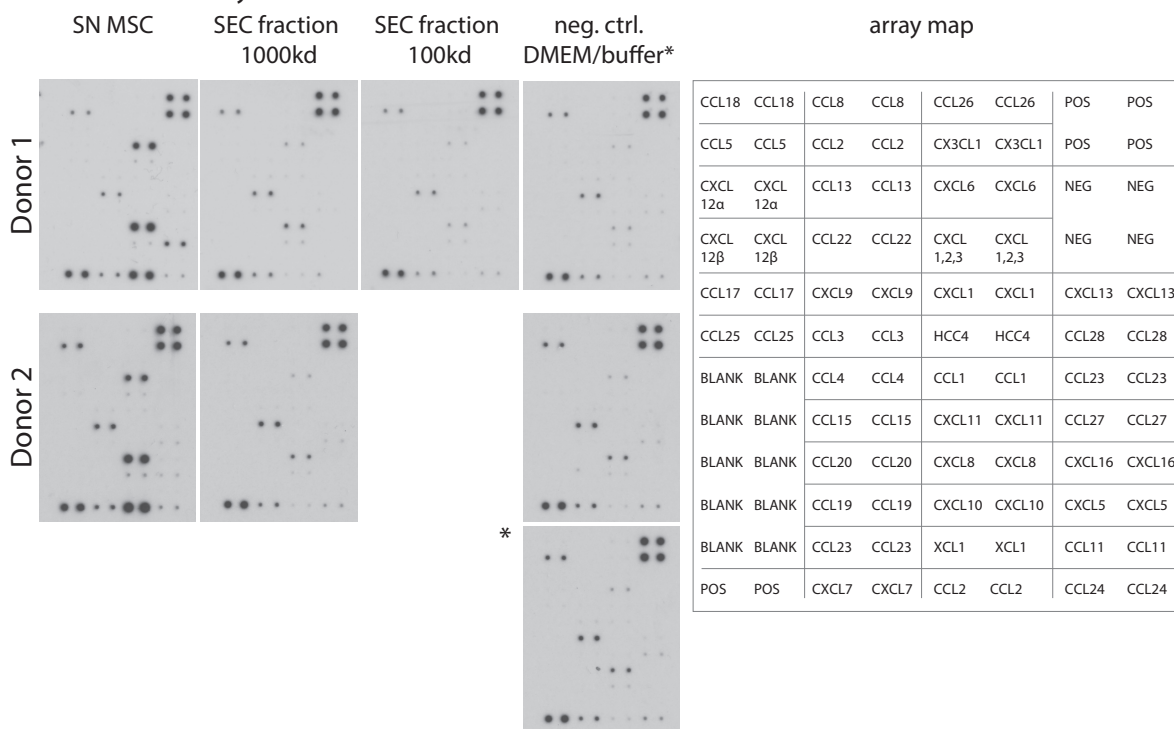 SN MSC SEC fraction SEC fraction neg. ctrl. array map
1000kd 100kd DMEM/buffer*
Donor 1
Donor 2
*
CCL18 CCL18 CCL8 CCL8 CCL26 CCL26 POS POS
CCL5 CCL5 CCL2 CCL2 CX3CL1 CX3CL1 POS POS
CXCL CXCL CCL13 CCL13 CXCL6 CXCL6 NEG NEG
12α 12α
CXCL CXCL CCL22 CCL22 CXCL CXCL NEG NEG
12β 12β 1,2,3 1,2,3
CCL17 CCL17 CXCL9 CXCL9 CXCL1 CXCL1 CXCL13 CXCL13
CCL25 CCL25 CCL3 CCL3 HCC4 HCC4 CCL28 CCL28
BLANK BLANK CCL4 CCL4 CCL1 CCL1 CCL23 CCL23
BLANK BLANK CCL15 CCL15 CXCL11 CXCL11 CCL27 CCL27
BLANK BLANK CCL20 CCL20 CXCL8 CXCL8 CXCL16 CXCL16
BLANK BLANK CCL19 CCL19 CXCL10 CXCL10 CXCL5 CXCL5
BLANK BLANK CCL23 CCL23 XCL1 XCL1 CCL11 CCL11
POS POS CXCL7 CXCL7 CCL2 CCL2 CCL24 CCL24